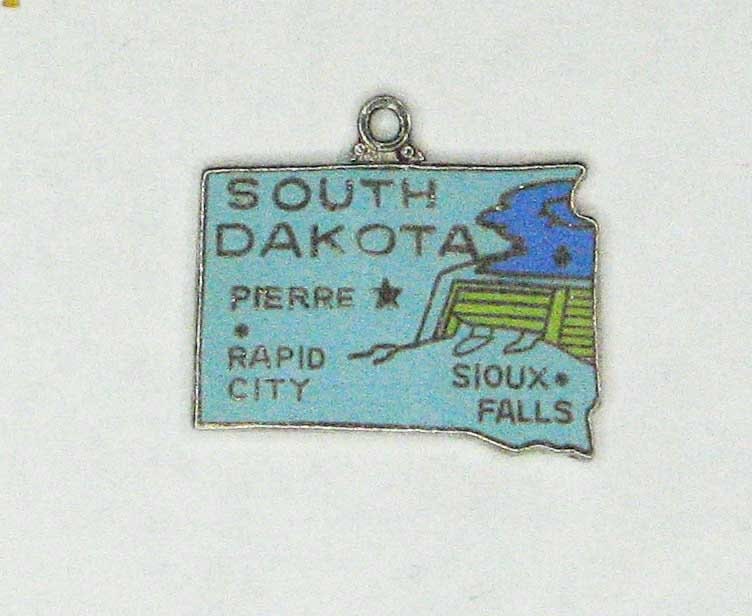 SOUTH
DAKOTA
PIERRE
RAPID
CITY
SIOUX
FALLS